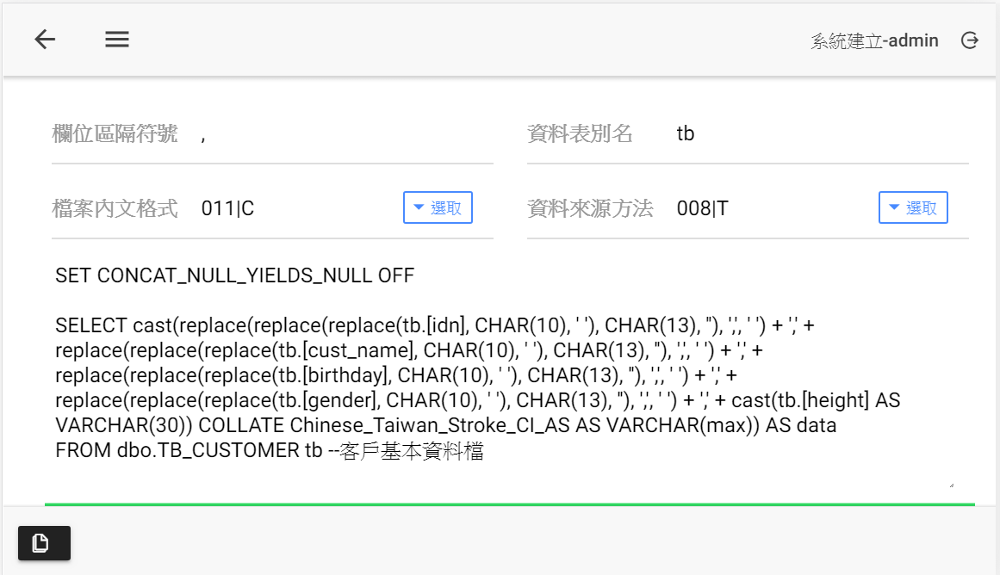 系統建立-admin
欄位區隔符號 ,
資料表別名 tb
檔案內文格式 011|C 選取
資料來源方法 008|T 選取
SET CONCAT_NULL_YIELDS_NULL OFF
SELECT cast(replace(replace(replace(tb.[idn], CHAR(10), ' '), CHAR(13), ''), ',', ' ') + ',' +
replace(replace(replace(tb.[cust_name], CHAR(10), ' '), CHAR(13), ''), ',', ' ') + ',' +
replace(replace(replace(tb.[birthday], CHAR(10), ' '), CHAR(13), ''), ',', ' ') + ',' +
replace(replace(replace(tb.[gender], CHAR(10), ' '), CHAR(13), ''), ',', ' ') + ',' + cast(tb.[height] AS
VARCHAR(30)) COLLATE Chinese_Taiwan_Stroke_CI_AS AS VARCHAR(max)) AS data
FROM dbo.TB_CUSTOMER tb --客戶基本資料檔